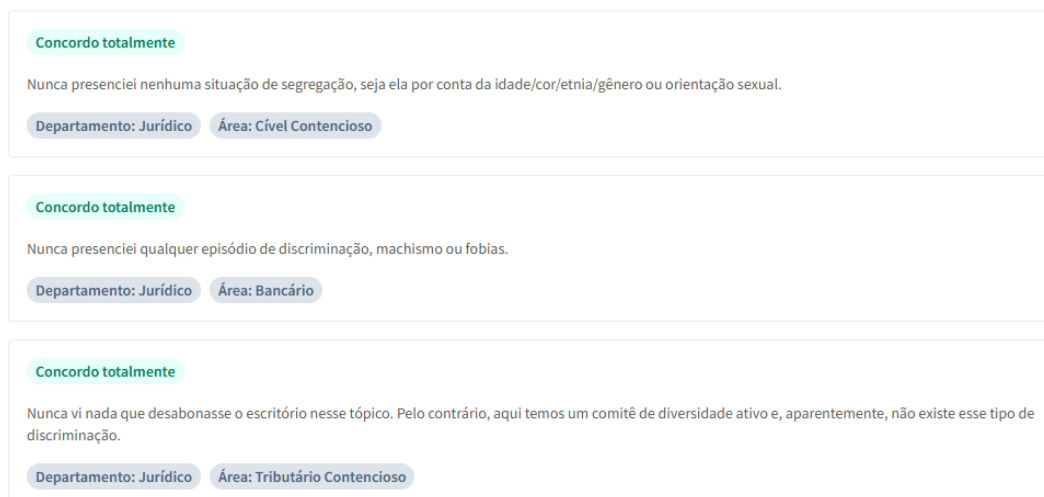 Concordo totalmente
Nunca presenciei nenhuma situação de segregação, seja ela por conta da idade/cor/etnia/gênero ou orientação sexual.
Departamento: Jurídico Área: Cível Contencioso
Concordo totalmente
Nunca presenciei qualquer episódio de discriminação, machismo ou fobias.
Departamento: Jurídico Área: Bancário
Concordo totalmente
Nunca vi nada que desabonasse o escritório nesse tópico. Pelo contrário, aqui temos um comitê de diversidade ativo e, aparentemente, não existe esse tipo de
discriminação.
Departamento: Jurídico Área: Tributário Contencioso